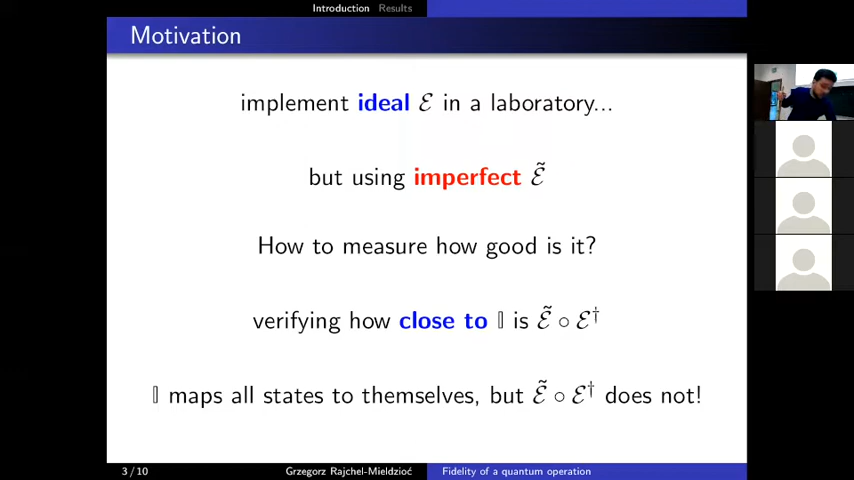 Introduction Results
Motivation
implement ideal ℰ in a laboratory...
but using imperfect ℰ̃
How to measure how good is it?
verifying how close to 𝕀 is ℰ̃ ∘ ℰ†
𝕀 maps all states to themselves, but ℰ̃ ∘ ℰ† does not!
3 / 10 Grzegorz Rajchel-Mieldzioć Fidelity of a quantum operation